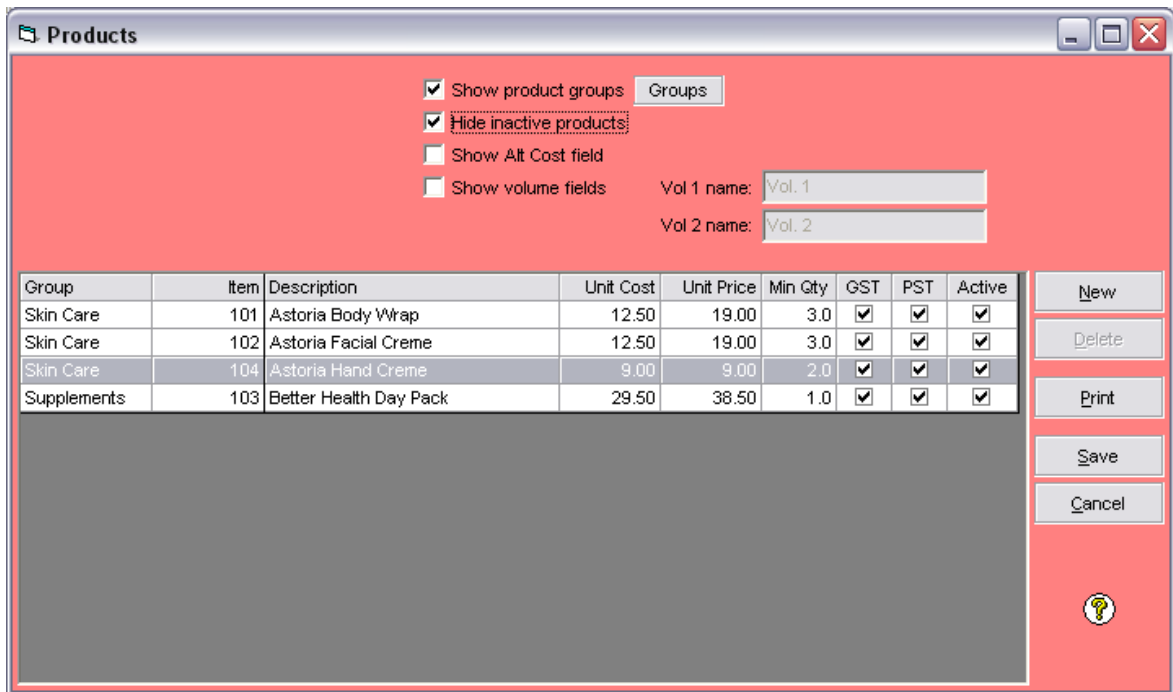 Products
Show product groups Groups
Hide inactive products
Show Alt Cost field
Show volume fields Vol 1 name: Vol. 1
Vol 2 name: Vol. 2
Group Item Description Unit Cost Unit Price Min Qty GST PST Active
Skin Care 101 Astoria Body Wrap 12.50 19.00 3.0
Skin Care 102 Astoria Facial Creme 12.50 19.00 3.0
Skin Care 104 Astoria Hand Creme 9.00 9.00 2.0
Supplements 103 Better Health Day Pack 29.50 38.50 1.0
New
Delete
Print
Save
Cancel
?